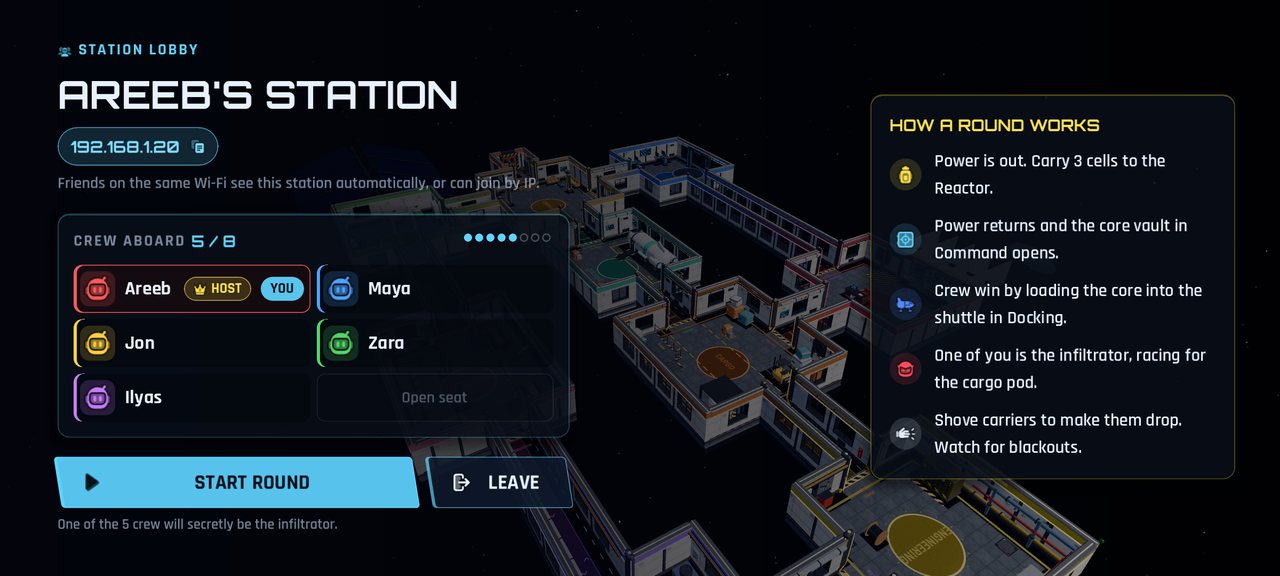 STATION LOBBY
AREEB'S STATION
192.168.1.20
Friends on the same Wi-Fi see this station automatically, or can join by IP.
CREW ABOARD 5 / 8
Areeb HOST YOU
Maya
Jon
Zara
Ilyas
Open seat
START ROUND
LEAVE
One of the 5 crew will secretly be the infiltrator.
HOW A ROUND WORKS
Power is out. Carry 3 cells to the
Reactor.
Power returns and the core vault in
Command opens.
Crew win by loading the core into the
shuttle in Docking.
One of you is the infiltrator, racing for
the cargo pod.
Shove carriers to make them drop.
Watch for blackouts.
CARGO
ENGINEERING